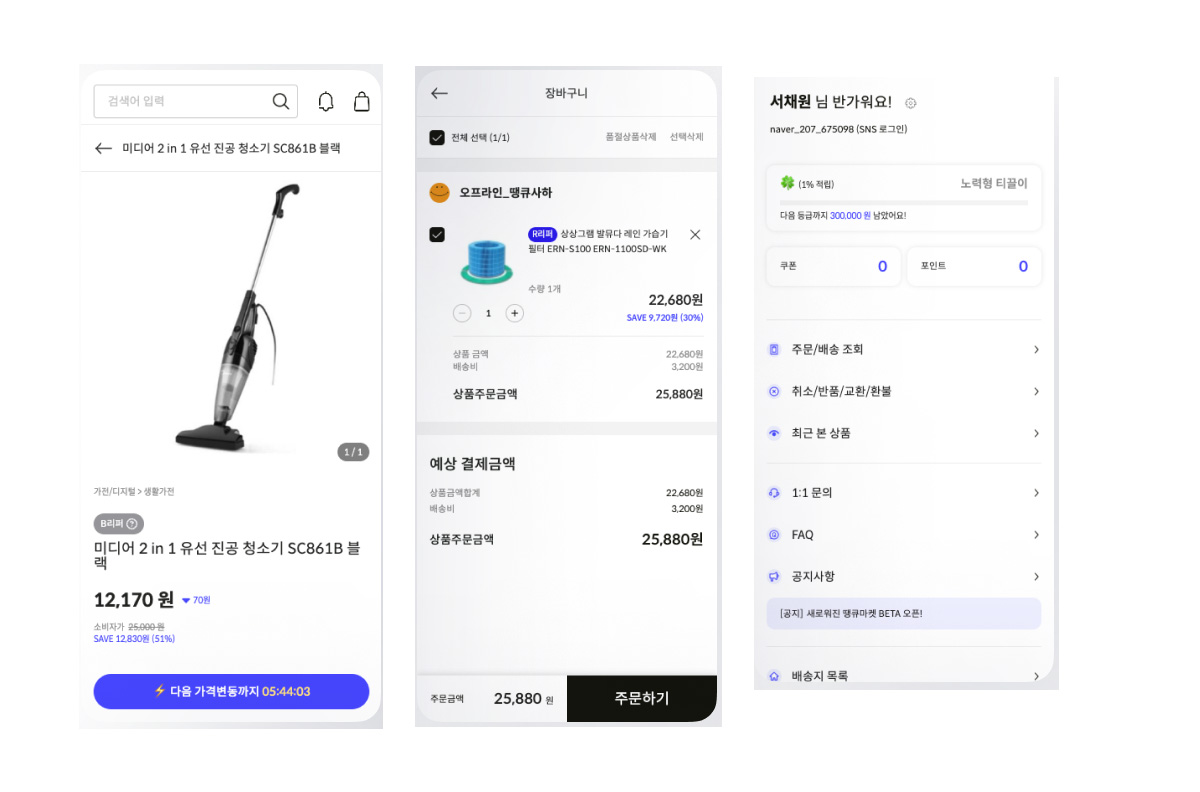 검색어 입력
미디어 2 in 1 유선 진공 청소기 SC861B 블랙
1 / 1
가전/디지털 > 생활가전
B리퍼 ?
미디어 2 in 1 유선 진공 청소기 SC861B 블
랙
12,170 원 ▼ 70원
소비자가 25,000 원
SAVE 12,830원 (51%)
⚡ 다음 가격변동까지 05:44:03
장바구니
전체 선택 (1/1) 품절상품삭제 선택삭제
오프라인_땡큐사하
R리퍼 상상그램 발뮤다 레인 가습기
필터 ERN-S100 ERN-1100SD-WK
수량 1개
22,680원
1
SAVE 9,720원 (30%)
상품 금액 22,680원
배송비 3,200원
상품주문금액 25,880원
예상 결제금액
상품금액합계 22,680원
배송비 3,200원
상품주문금액 25,880원
주문금액 25,880 원 주문하기
서채원 님 반가워요!
naver_207_675098 (SNS 로그인)
🍀 (1% 적립) 노력형 티끌이
다음 등급까지 300,000 원 남았어요!
쿠폰 0 포인트 0
주문/배송 조회
취소/반품/교환/환불
최근 본 상품
1:1 문의
FAQ
공지사항
[공지] 새로워진 땡큐마켓 BETA 오픈!
배송지 목록